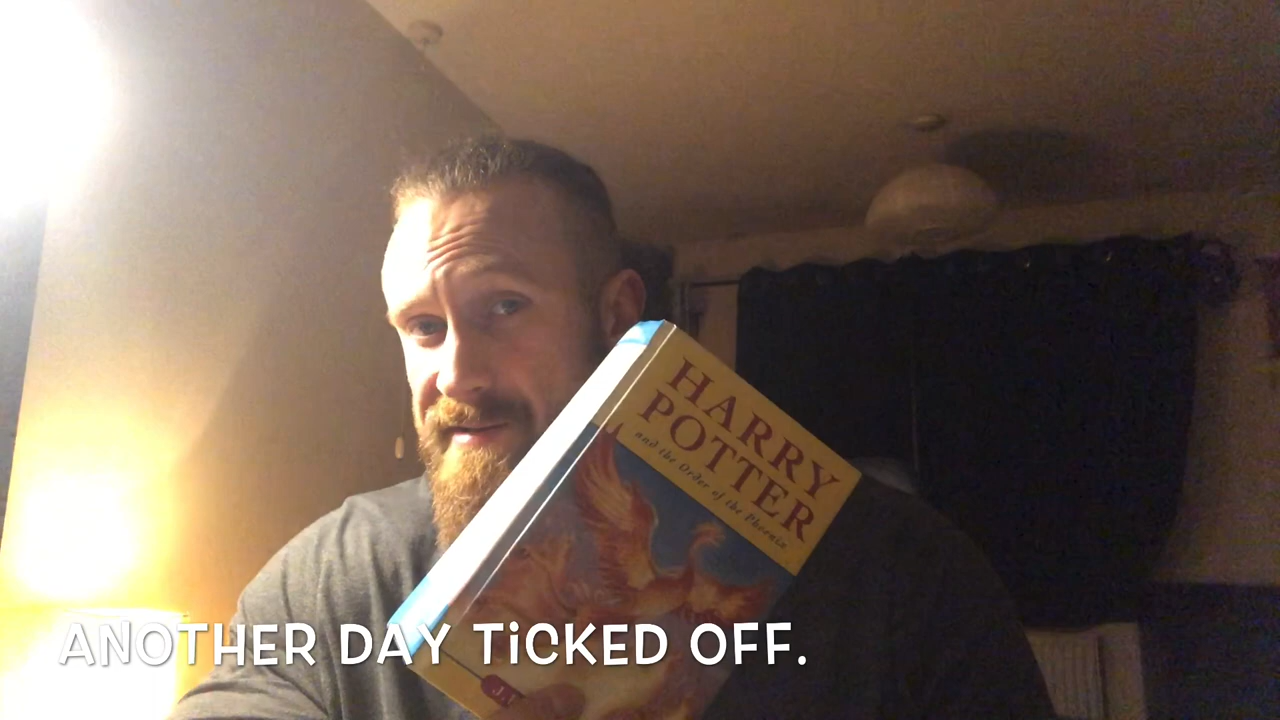 HARRY
POTTER
and the Order of the Phoenix
J.
ANOTHER DAY TiCKED OFF.